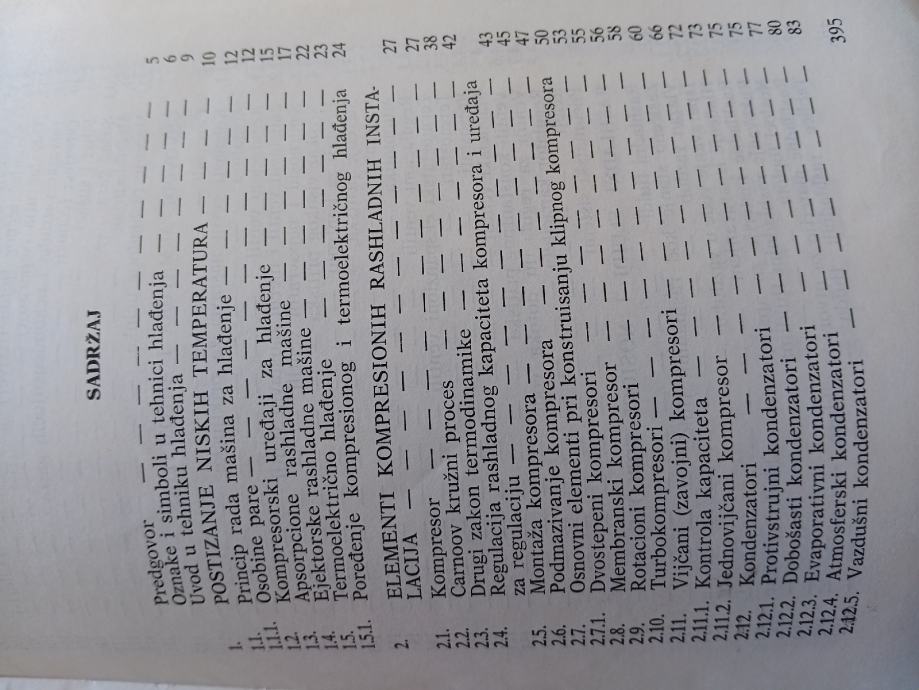 SADRŽAJ
Predgovor — — — — — — — — 5
Oznake i simboli u tehnici hlađenja — — — — — 6
Uvod u tehniku hlađenja — — — — — — — 9
1. POSTIZANJE NISKIH TEMPERATURA — — — — 10
1.1. Princip rada mašina za hlađenje — — — — — — 12
1.1.1. Osobine pare — — — — — — — — — 12
1.2. Kompresorski uređaji za hlađenje — — — — — 15
1.3. Apsorpcione rashladne mašine — — — — — — 17
1.4. Ejektorske rashladne mašine — — — — — — — 22
1.5. Termoelektrično hlađenje — — — — — — — 23
1.5.1. Poređenje kompresionog i termoelektričnog hlađenja 24
2. ELEMENTI KOMPRESIONIH RASHLADNIH INSTA-
LACIJA — — — — — — — — — — 27
2.1. Kompresor — — — — — — — — — 27
2.2. Carnoov kružni proces — — — — — — — — 38
2.3. Drugi zakon termodinamike — — — — — — — 42
2.4. Regulacija rashladnog kapaciteta kompresora i uređaja
za regulaciju — — — — — — — — — 43
2.5. Montaža kompresora — — — — — — — — 45
2.6. Podmazivanje kompresora — — — — — — — 47
2.7. Osnovni elementi pri konstruisanju klipnog kompresora 50
2.7.1. Dvostepeni kompresori — — — — — — — — 53
2.8. Membranski kompresor — — — — — — — — 55
2.9. Rotacioni kompresori — — — — — — — — 56
2.10. Turbokompresori — — — — — — — — — 58
2.11. Vijčani (zavojni) kompresori — — — — — — — 60
2.11.1. Kontrola kapaciteta — — — — — — — — 66
2.11.2. Jednovijčani kompresor — — — — — — — — 72
2.12. Kondenzatori — — — — — — — — — 73
2.12.1. Protivstrujni kondenzatori — — — — — — — 75
2.12.2. Dobošasti kondenzatori — — — — — — — — 75
2.12.3. Evaporativni kondenzatori — — — — — — — 77
2.12.4. Atmosferski kondenzatori — — — — — — — 80
2.12.5. Vazdušni kondenzatori — — — — — — — — 83
395